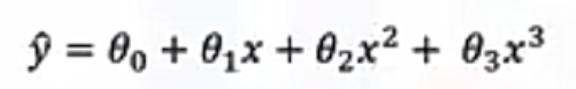 ŷ = θ₀ + θ₁x + θ₂x² + θ₃x³